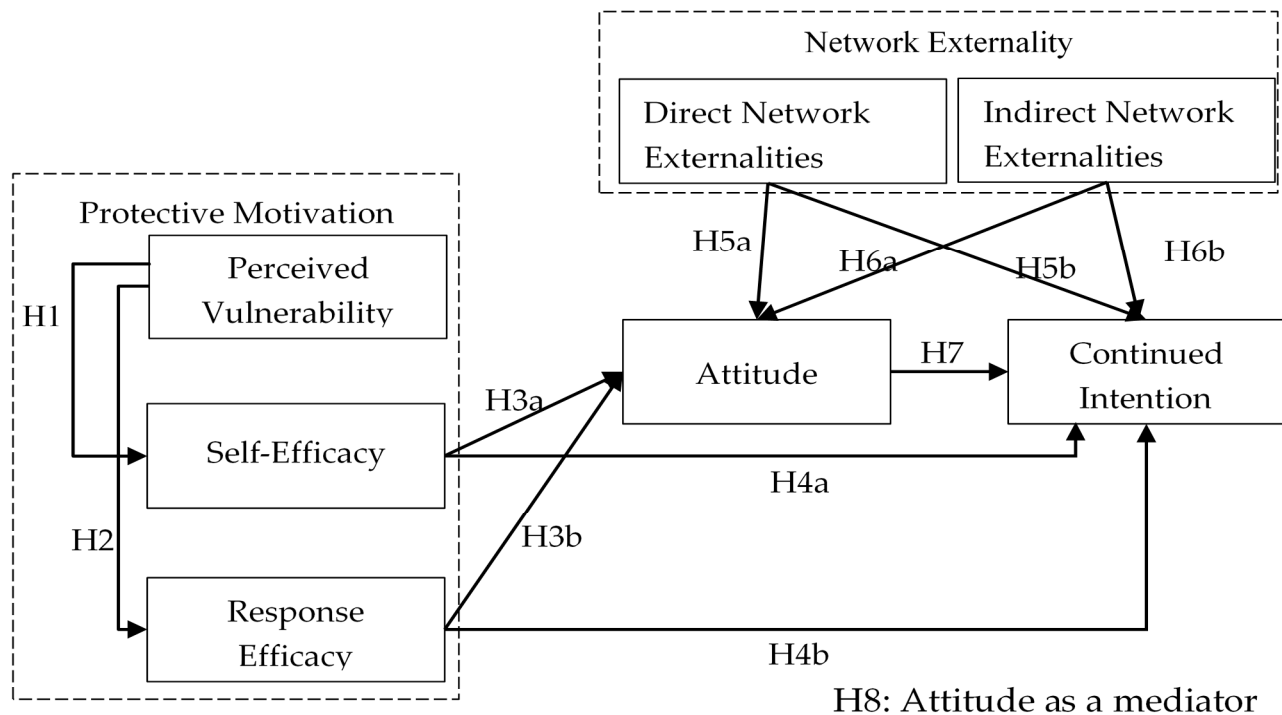 Network Externality
Direct Network
Externalities
Indirect Network
Externalities
Protective Motivation
Perceived
Vulnerability
H1
H2
Self-Efficacy
Response
Efficacy
H5a
H6a
H5b
H6b
H3a
H3b
Attitude
H7
Continued
Intention
H4a
H4b
H8: Attitude as a mediator